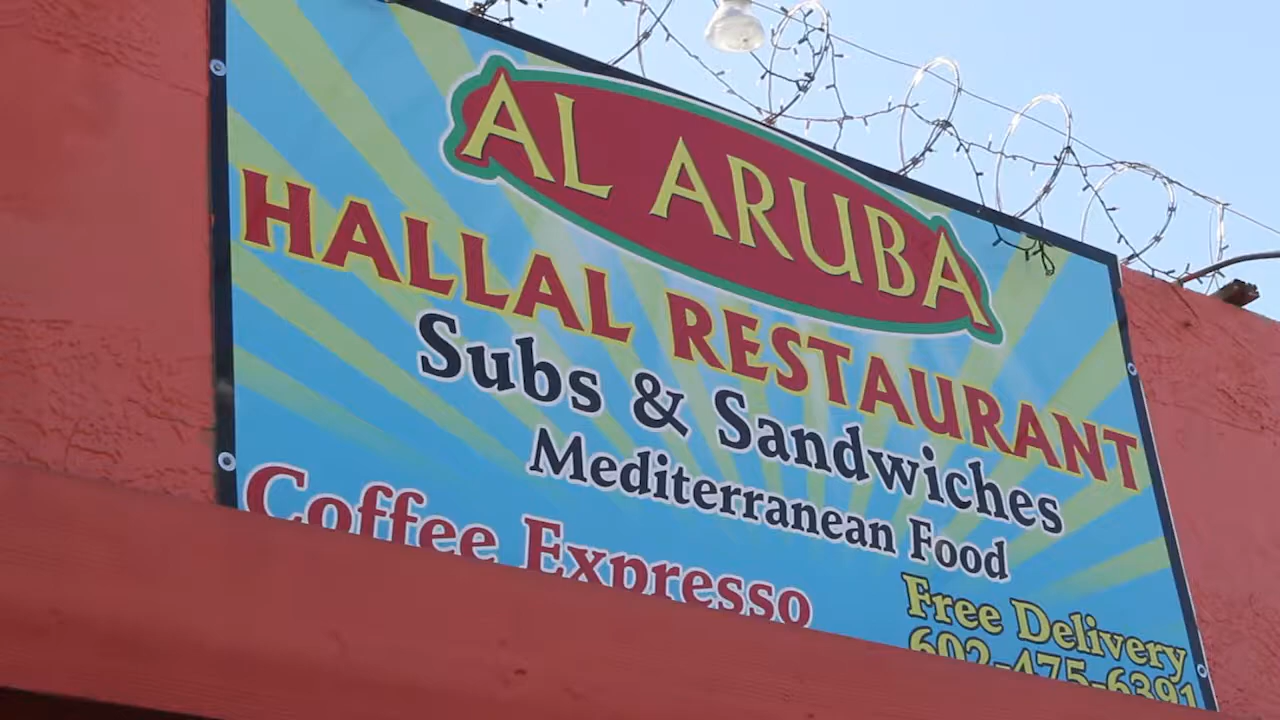 AL ARUBA
HALLAL RESTAURANT
Subs & Sandwiches
Mediterranean Food
Coffee Expresso
Free Delivery
602-475-6391